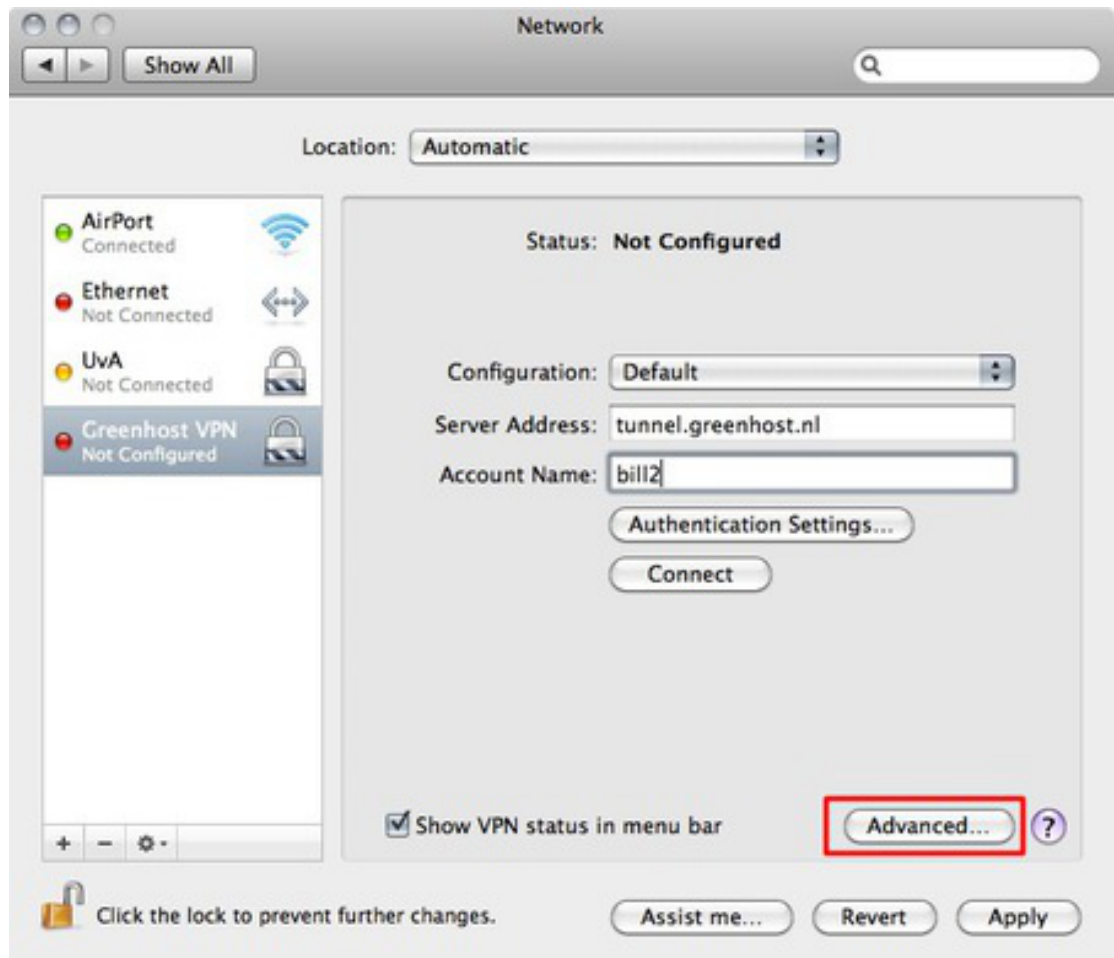 Network
Show All
Location: Automatic
AirPort
Connected
Ethernet
Not Connected
UvA
Not Connected
Greenhost VPN
Not Configured
Status: Not Configured
Configuration: Default
Server Address: tunnel.greenhost.nl
Account Name: bill2
Authentication Settings...
Connect
Show VPN status in menu bar
Advanced...
?
+ −
Click the lock to prevent further changes.
Assist me...
Revert
Apply